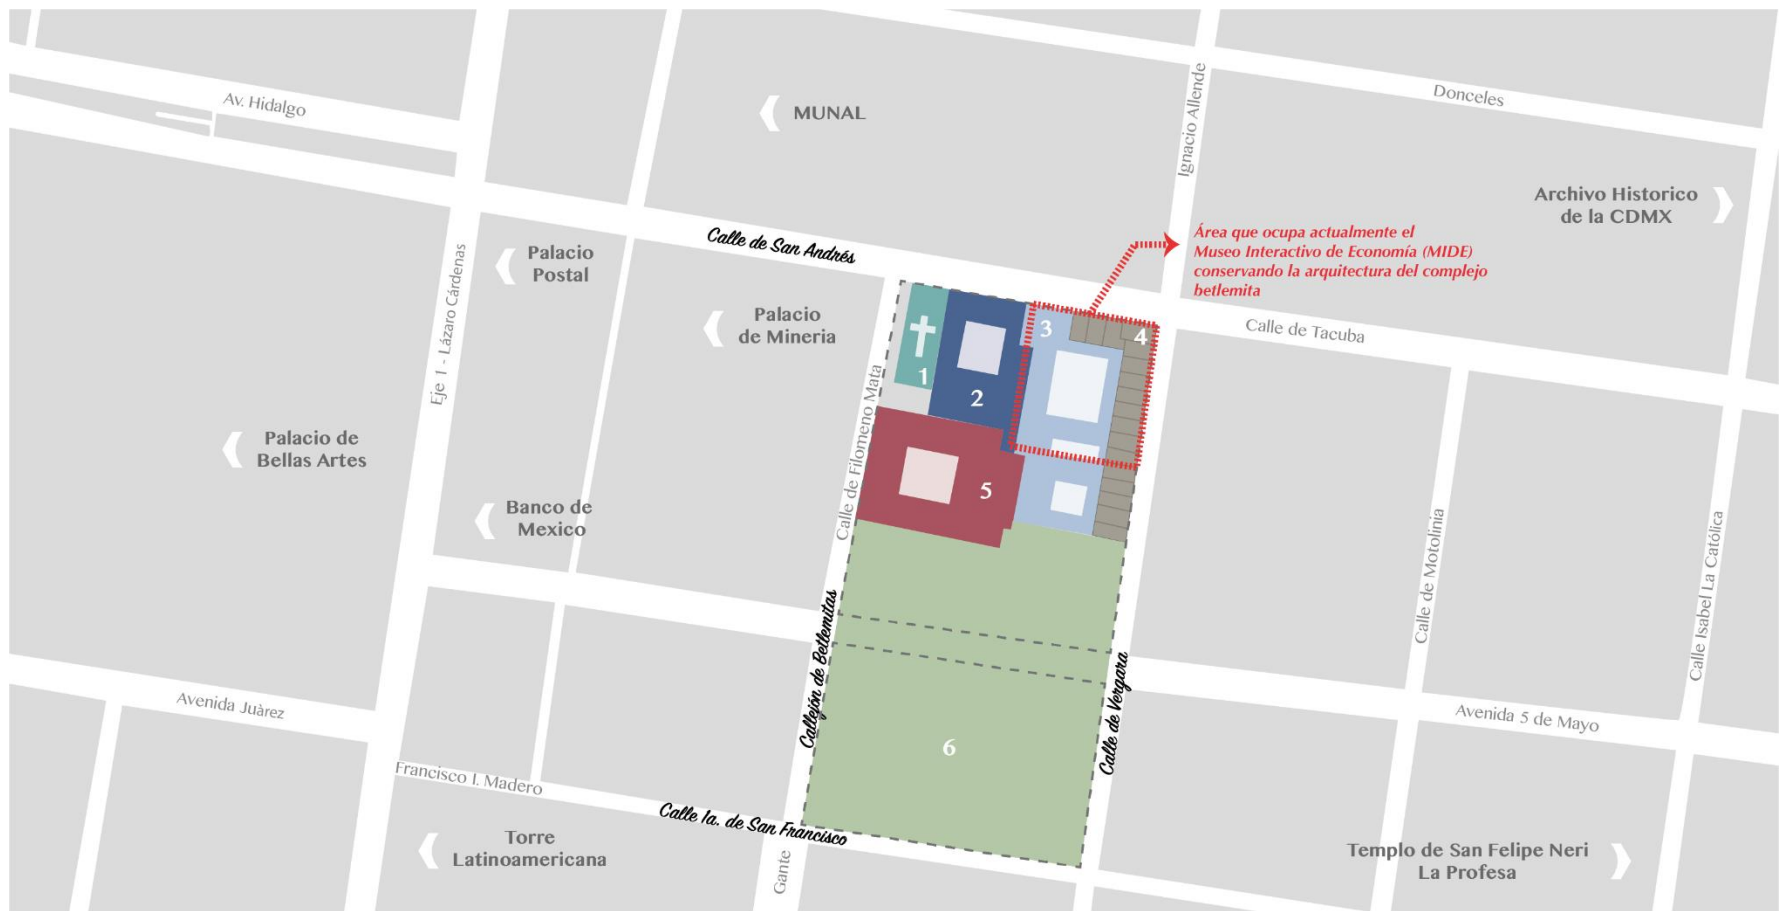 Av. Hidalgo
MUNAL
Donceles
Ignacio Allende
Archivo Historico
de la CDMX
Calle de San Andrés
Área que ocupa actualmente el
Museo Interactivo de Economía (MIDE)
conservando la arquitectura del complejo
betlemita
Palacio
Postal
Eje 1 - Lázaro Cárdenas
Palacio
de Mineria
3
4
Calle de Tacuba
1
2
Calle de Filomeno Mata
Palacio de
Bellas Artes
5
Banco de
Mexico
Calle de Motolinia
Calle Isabel La Católica
Callejón de Betlemitas
Calle de Vergara
Avenida Juàrez
Avenida 5 de Mayo
6
Francisco I. Madero
Calle 1a. de San Francisco
Torre
Latinoamericana
Gante
Templo de San Felipe Neri
La Profesa